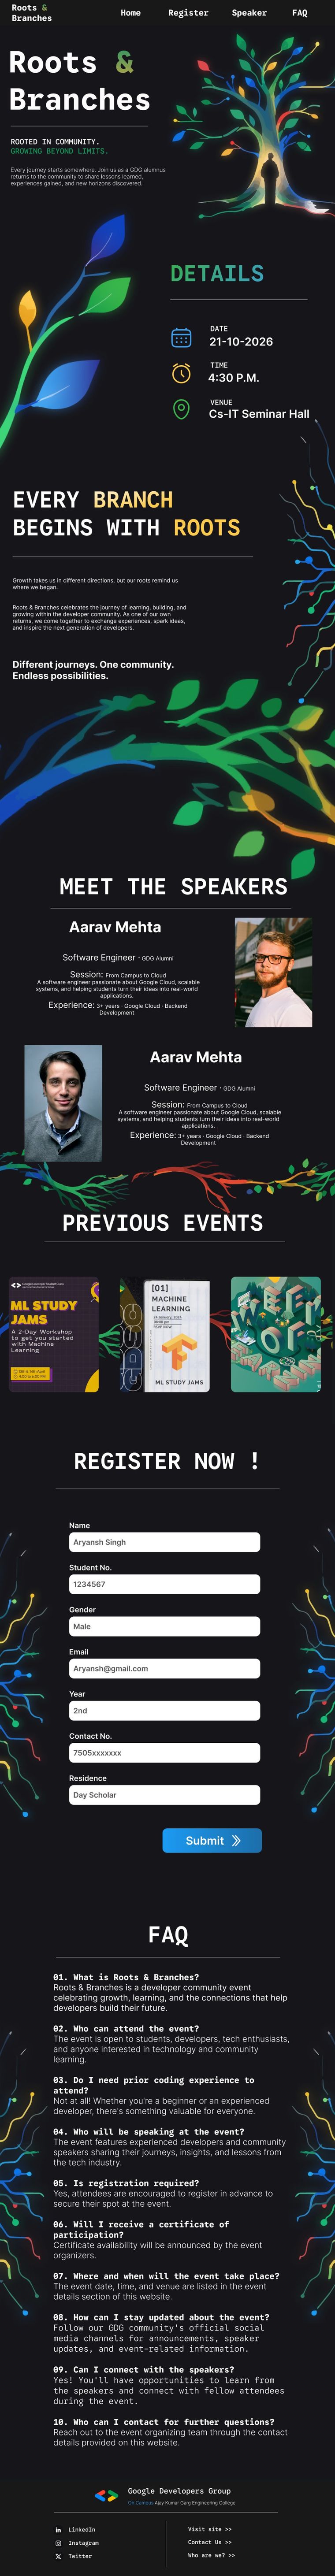 Roots &
Branches
Home
Register
Speaker
FAQ
Roots &
Branches
ROOTED IN COMMUNITY.
GROWING BEYOND LIMITS.
Every journey starts somewhere. Join us as a GDG alumnus
returns to the community to share lessons learned,
experiences gained, and new horizons discovered.
DETAILS
DATE
21-10-2026
TIME
4:30 P.M.
VENUE
Cs-IT Seminar Hall
EVERY BRANCH
BEGINS WITH ROOTS
Growth takes us in different directions, but our roots remind us
where we began.
Roots & Branches celebrates the journey of learning, building, and
growing within the developer community. As one of our own
returns, we come together to exchange experiences, spark ideas,
and inspire the next generation of developers.
Different journeys. One community.
Endless possibilities.
MEET THE SPEAKERS
Aarav Mehta
Software Engineer · GDG Alumni
Session: From Campus to Cloud
A software engineer passionate about Google Cloud, scalable
systems, and helping students turn their ideas into real-world
applications.
Experience: 3+ years · Google Cloud · Backend
Development
Aarav Mehta
Software Engineer · GDG Alumni
Session: From Campus to Cloud
A software engineer passionate about Google Cloud, scalable
systems, and helping students turn their ideas into real-world
applications.
Experience: 3+ years · Google Cloud · Backend
Development
PREVIOUS EVENTS
ML STUDY
JAMS
A 2-Day Workshop
to get you started
with Machine
Learning
[01]
MACHINE
LEARNING
ML STUDY JAMS
REGISTER NOW !
Name
Aryansh Singh
Student No.
1234567
Gender
Male
Email
Aryansh@gmail.com
Year
2nd
Contact No.
7505xxxxxxx
Residence
Day Scholar
Submit
FAQ
01. What is Roots & Branches?
Roots & Branches is a developer community event
celebrating growth, learning, and the connections that help
developers build their future.
02. Who can attend the event?
The event is open to students, developers, tech enthusiasts,
and anyone interested in technology and community
learning.
03. Do I need prior coding experience to
attend?
Not at all! Whether you're a beginner or an experienced
developer, there's something valuable for everyone.
04. Who will be speaking at the event?
The event features experienced developers and community
speakers sharing their journeys, insights, and lessons from
the tech industry.
05. Is registration required?
Yes, attendees are encouraged to register in advance to
secure their spot at the event.
06. Will I receive a certificate of
participation?
Certificate availability will be announced by the event
organizers.
07. Where and when will the event take place?
The event date, time, and venue are listed in the event
details section of this website.
08. How can I stay updated about the event?
Follow our GDG community's official social
media channels for announcements, speaker
updates, and event-related information.
09. Can I connect with the speakers?
Yes! You'll have opportunities to learn from
the speakers and connect with fellow attendees
during the event.
10. Who can I contact for further questions?
Reach out to the event organizing team through the contact
details provided on this website.
Google Developers Group
On Campus Ajay Kumar Garg Engineering College
LinkedIn
Instagram
Twitter
Visit site >>
Contact Us >>
Who are we? >>